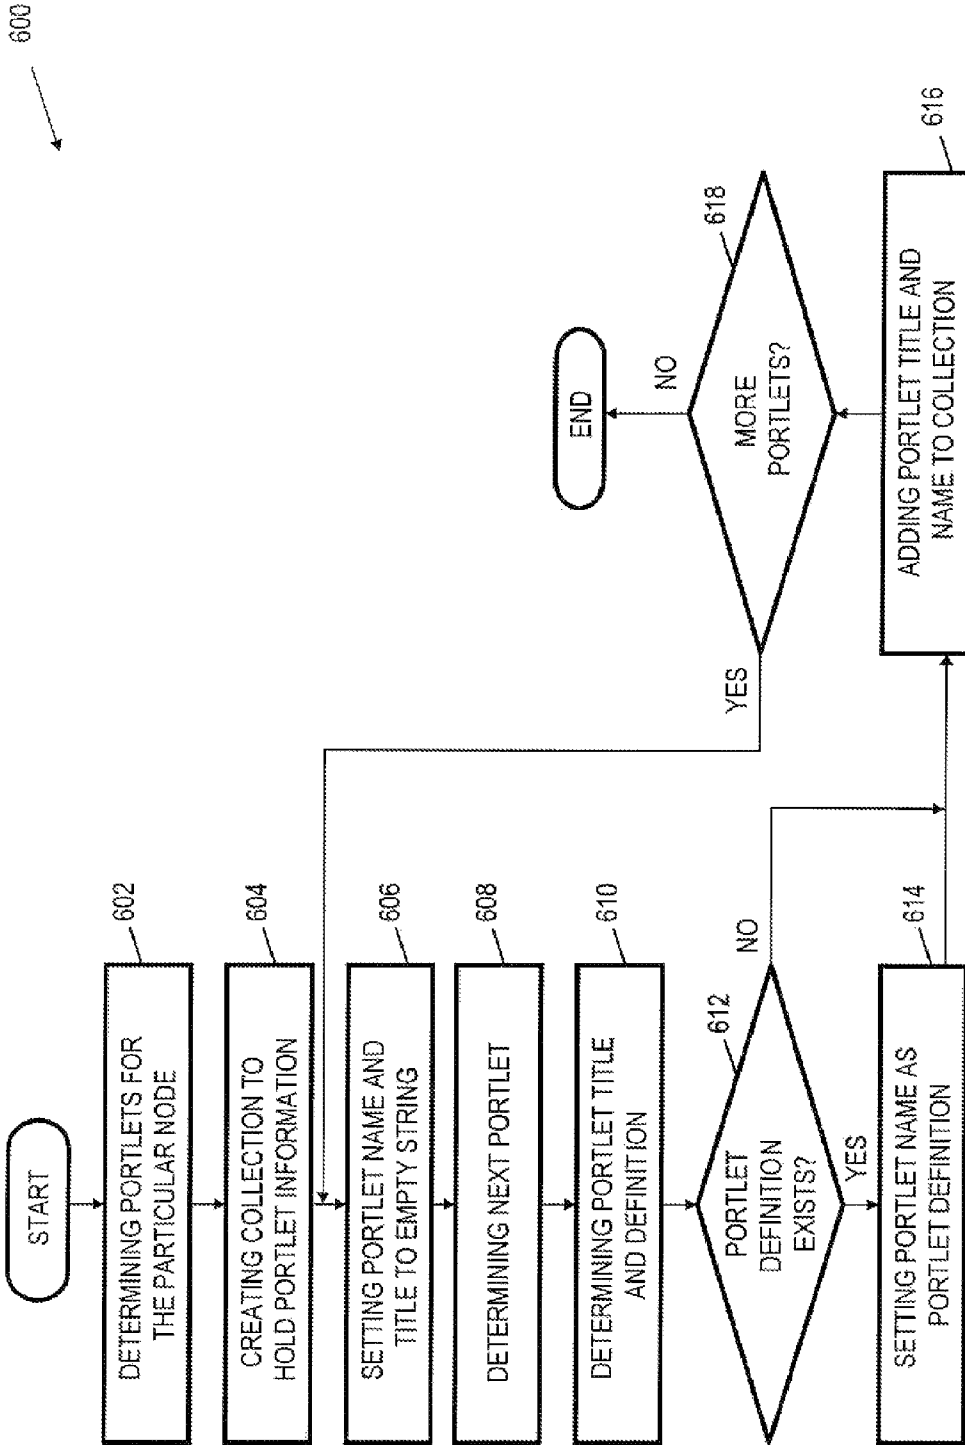 600
START
DETERMINING PORTLETS FOR
THE PARTICULAR NODE
602
CREATING COLLECTION TO
HOLD PORTLET INFORMATION
604
SETTING PORTLET NAME AND
TITLE TO EMPTY STRING
606
DETERMINING NEXT PORTLET
608
DETERMINING PORTLET TITLE
AND DEFINITION
610
PORTLET
DEFINITION
EXISTS?
612
NO
YES
SETTING PORTLET NAME AS
PORTLET DEFINITION
614
ADDING PORTLET TITLE AND
NAME TO COLLECTION
616
MORE
PORTLETS?
618
YES
NO
END